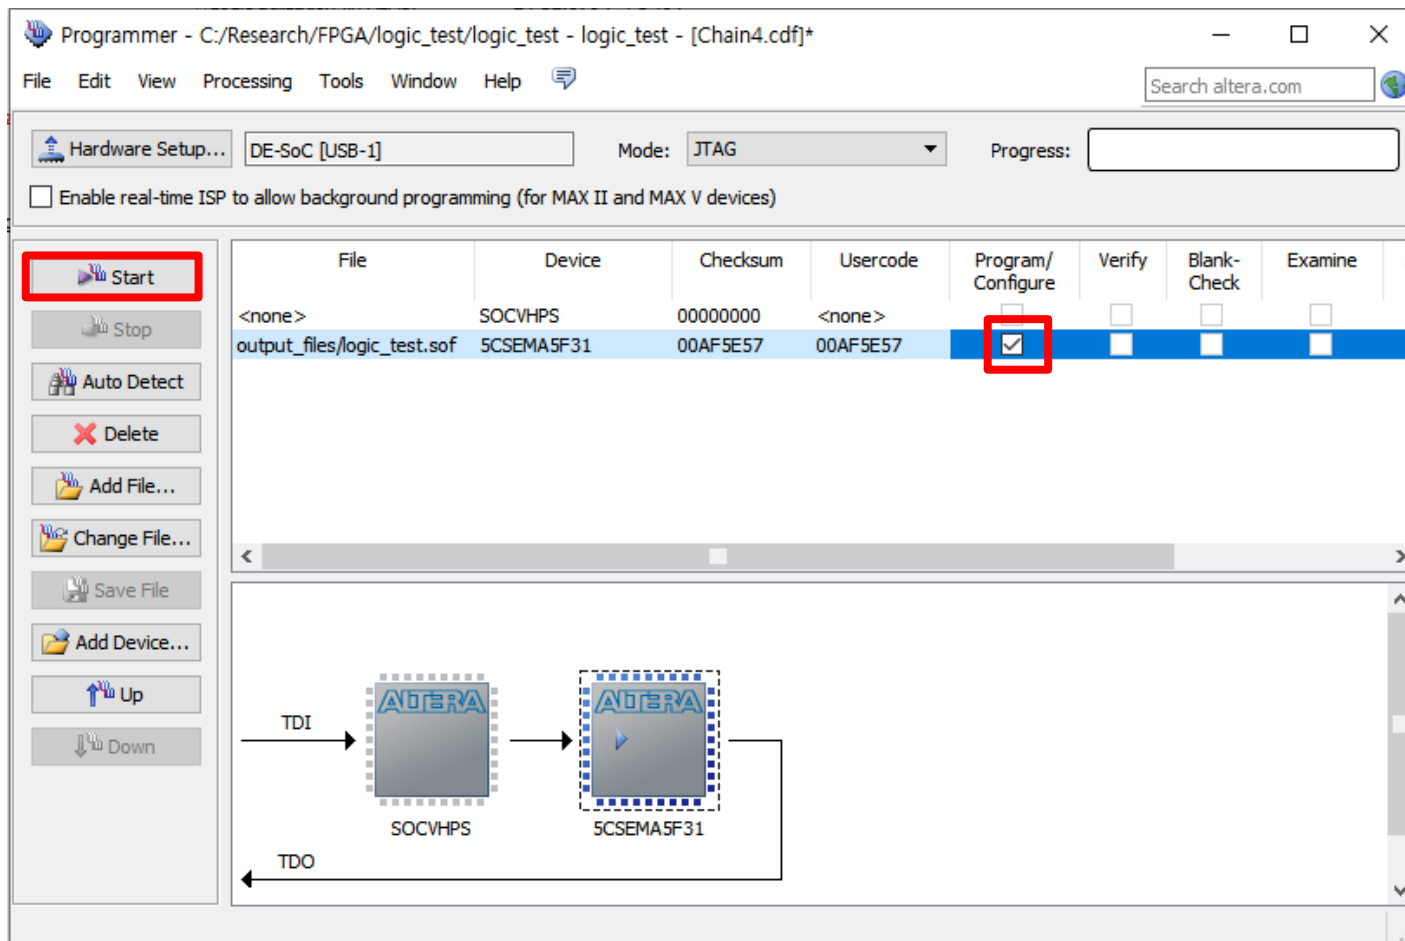 Programmer - C:/Research/FPGA/logic_test/logic_test - logic_test - [Chain4.cdf]*
File Edit View Processing Tools Window Help
Search altera.com
Hardware Setup... DE-SoC [USB-1] Mode: JTAG Progress:
Enable real-time ISP to allow background programming (for MAX II and MAX V devices)
Start
Stop
Auto Detect
Delete
Add File...
Change File...
Save File
Add Device...
Up
Down
File Device Checksum Usercode Program/ Verify Blank- Examine
Configure Check
<none> SOCVHPS 00000000 <none>
output_files/logic_test.sof 5CSEMA5F31 00AF5E57 00AF5E57
ALTERA ALTERA
TDI
SOCVHPS 5CSEMA5F31
TDO